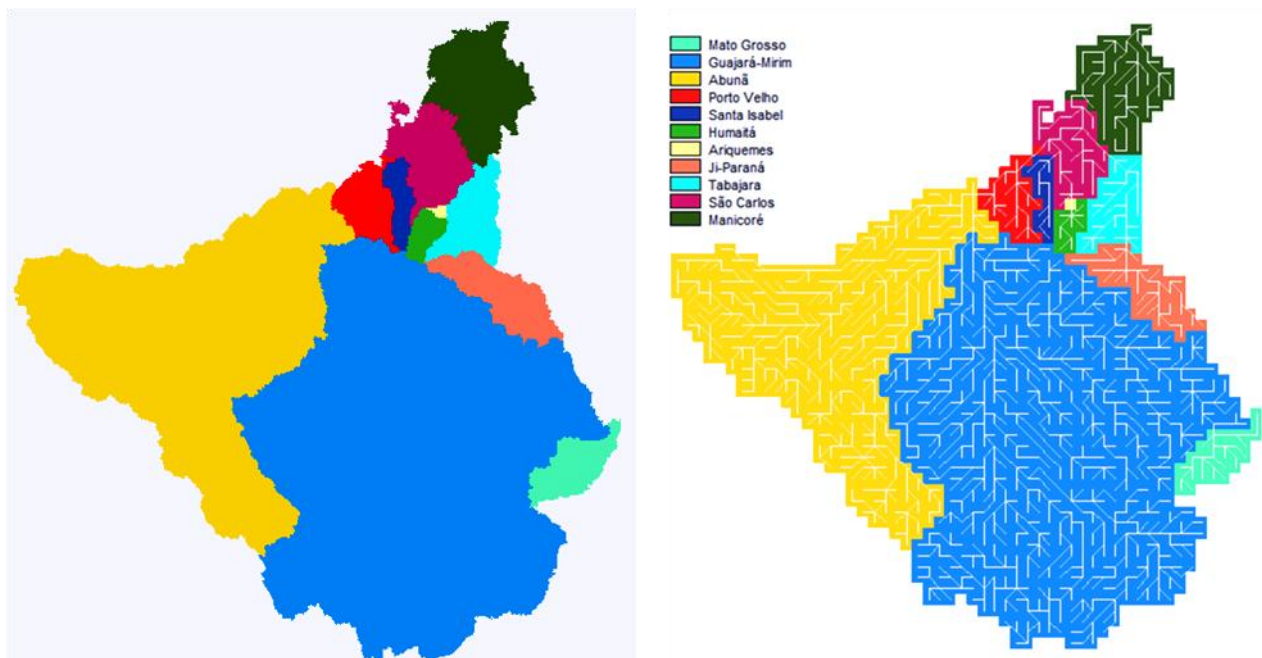 Mato Grosso
Guajará-Mirim
Abunã
Porto Velho
Santa Isabel
Humaitá
Ariquemes
Ji-Paraná
Tabajara
São Carlos
Manicoré